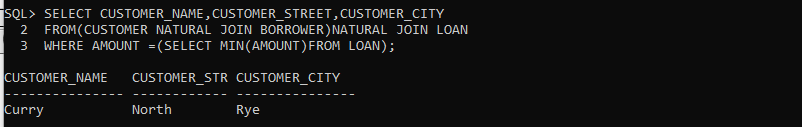 SQL> SELECT CUSTOMER_NAME,CUSTOMER_STREET,CUSTOMER_CITY
2 FROM(CUSTOMER NATURAL JOIN BORROWER)NATURAL JOIN LOAN
3 WHERE AMOUNT =(SELECT MIN(AMOUNT)FROM LOAN);
CUSTOMER_NAME CUSTOMER_STR CUSTOMER_CITY
--------------- ------------ ---------------
Curry North Rye